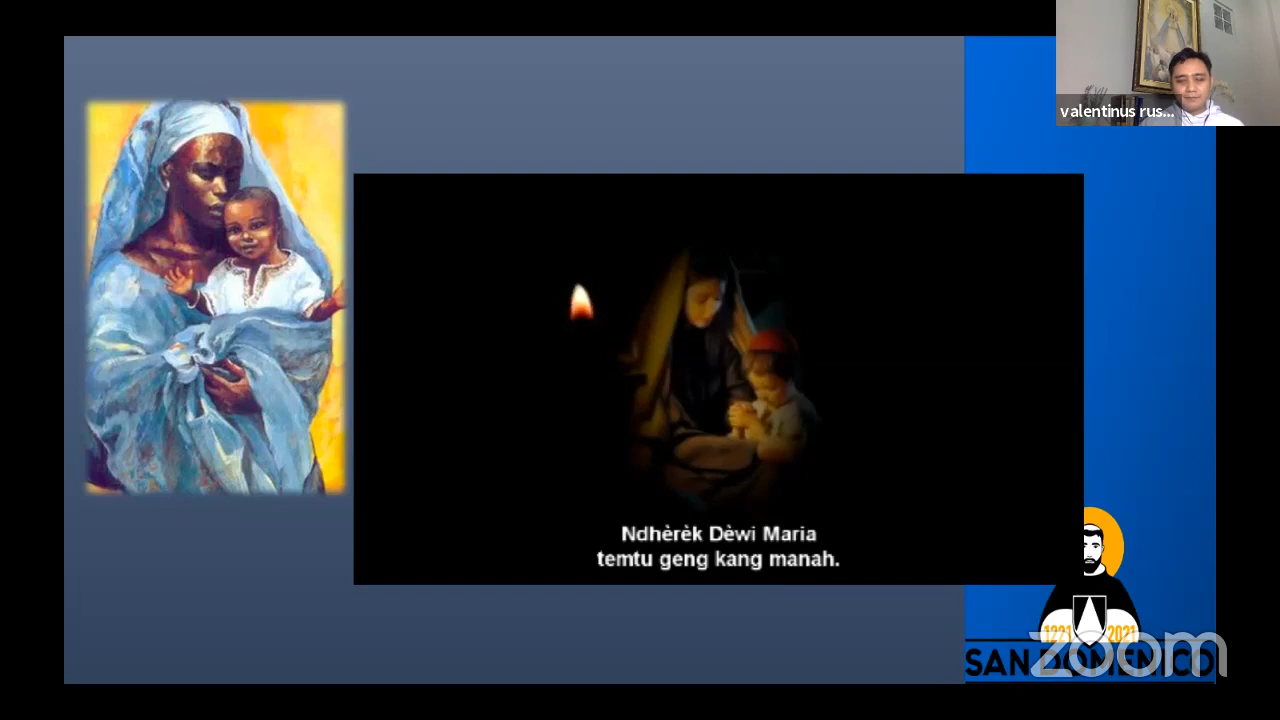 valentinus rus...
Ndhèrèk Dèwi Maria
temtu geng kang manah.
1221 2021
SAN DOMENICO
zoom